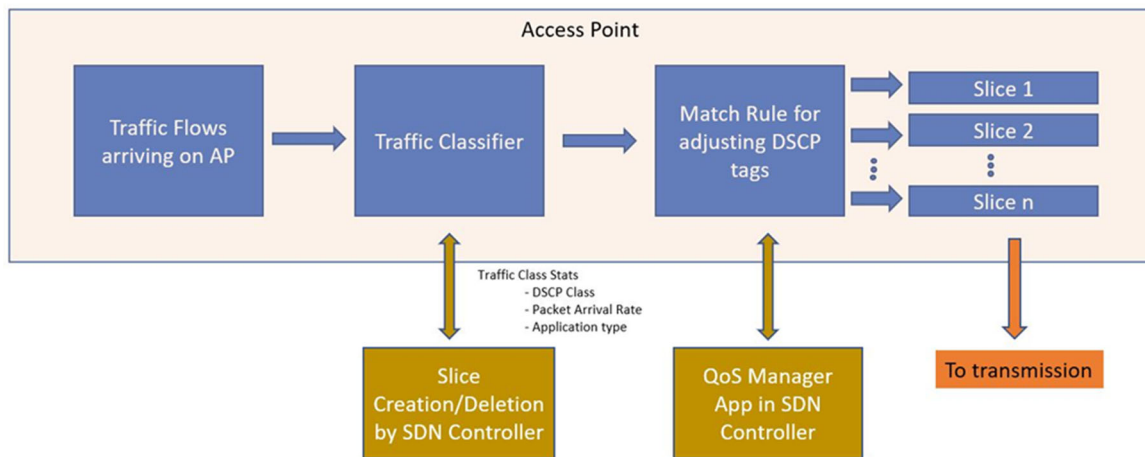 Access Point
Traffic Flows
arriving on AP
Traffic Classifier
Match Rule for
adjusting DSCP
tags
Slice 1
Slice 2
Slice n
Traffic Class Stats
- DSCP Class
- Packet Arrival Rate
- Application type
Slice
Creation/Deletion
by SDN Controller
QoS Manager
App in SDN
Controller
To transmission